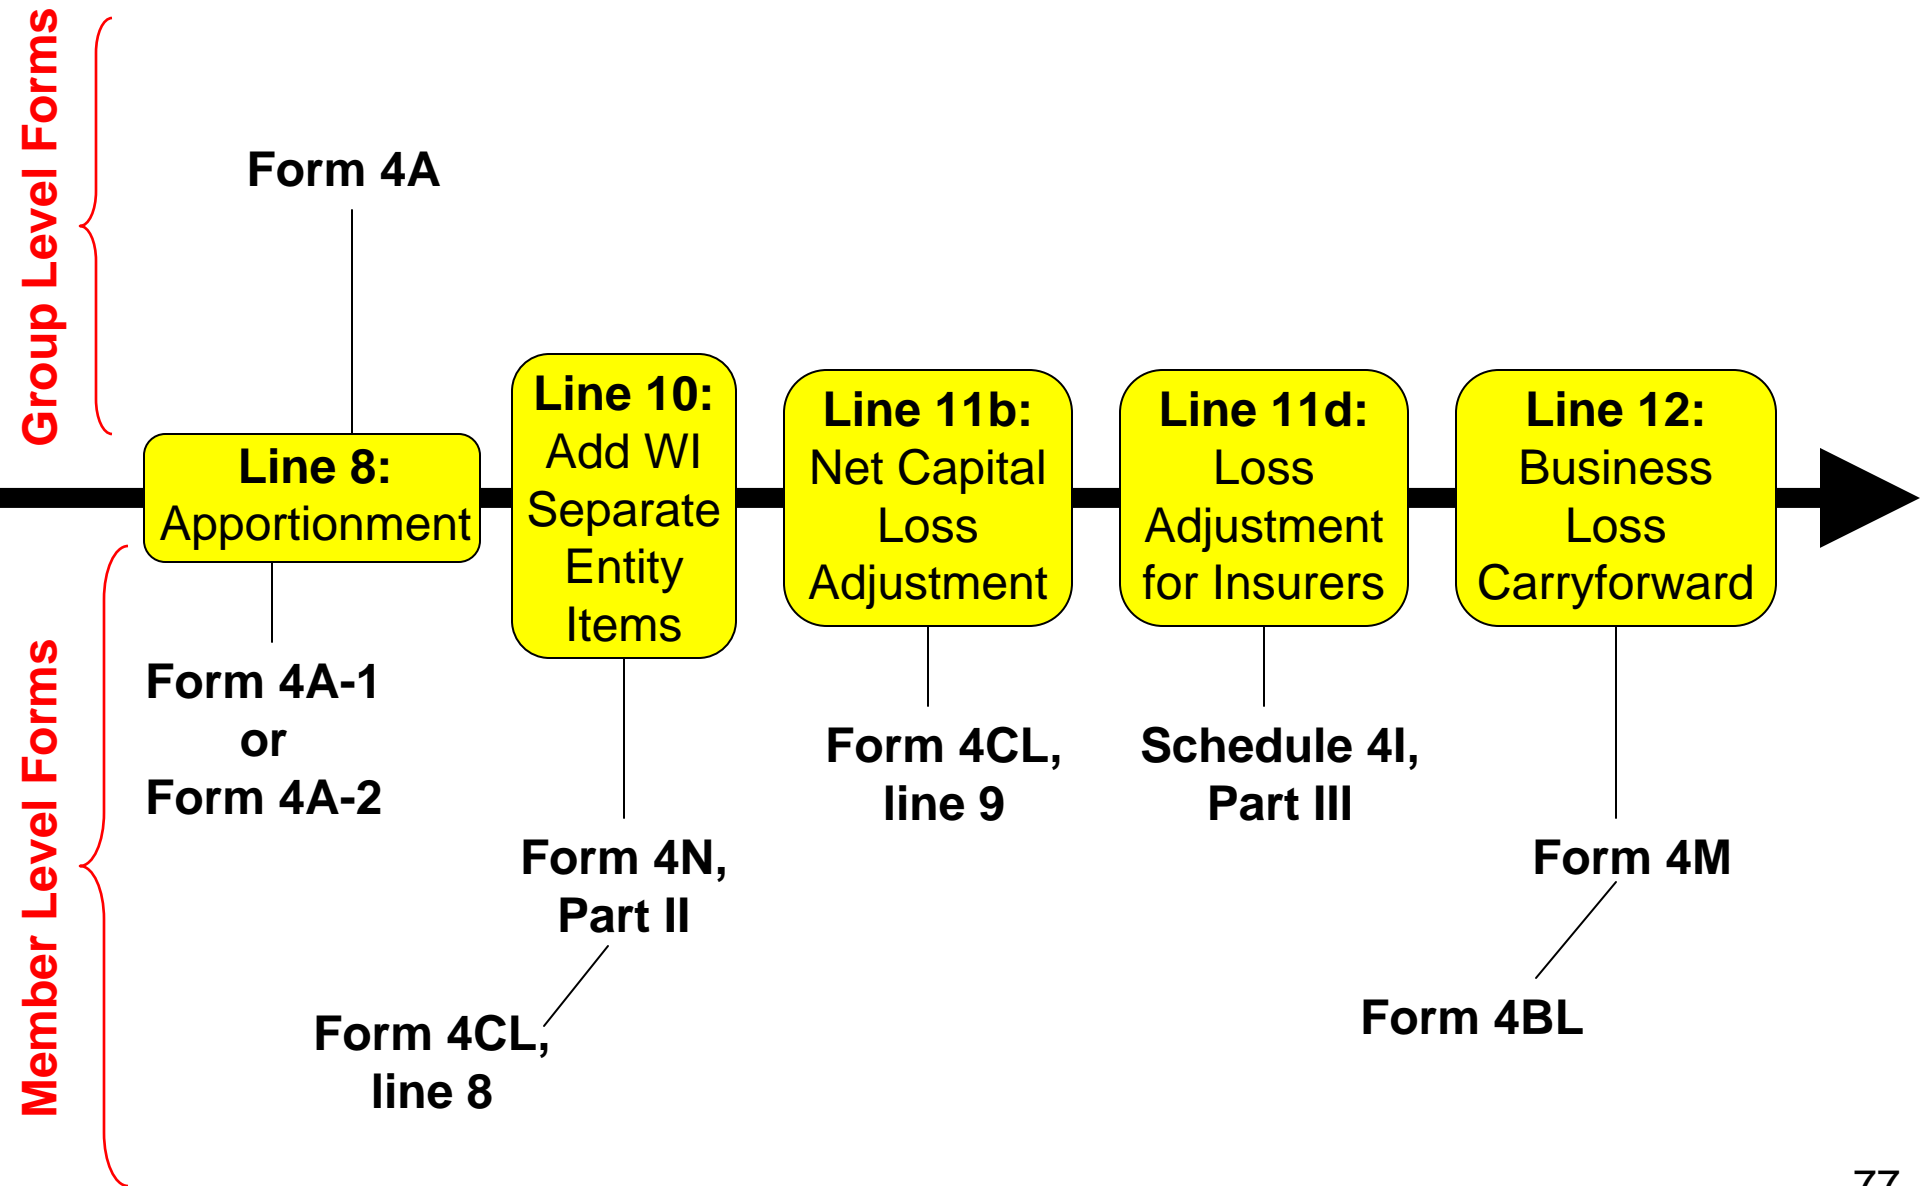 Group Level Forms
Form 4A
Line 8:
Apportionment
Line 10:
Add WI
Separate
Entity
Items
Line 11b:
Net Capital
Loss
Adjustment
Line 11d:
Loss
Adjustment
for Insurers
Line 12:
Business
Loss
Carryforward
Member Level Forms
Form 4A-1
or
Form 4A-2
Form 4N,
Part II
Form 4CL,
line 8
Form 4CL,
line 9
Schedule 4I,
Part III
Form 4M
Form 4BL
77